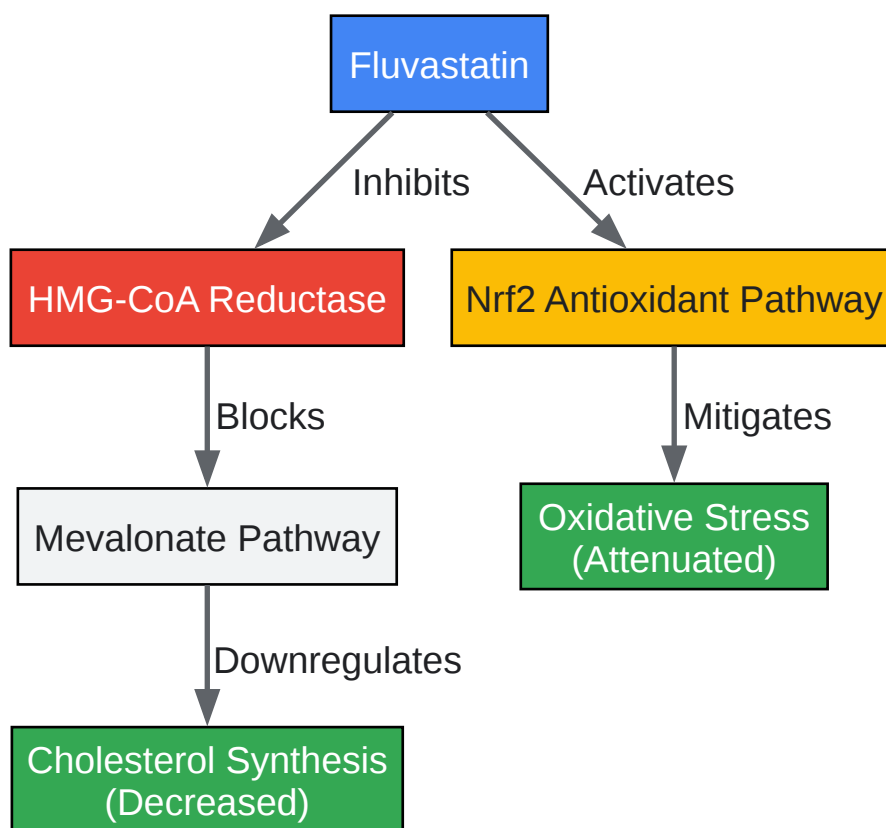 Fluvastatin
Inhibits
Activates
HMG-CoA Reductase
Nrf2 Antioxidant Pathway
Blocks
Mitigates
Mevalonate Pathway
Oxidative Stress
(Attenuated)
Downregulates
Cholesterol Synthesis
(Decreased)